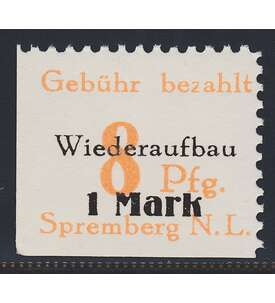 Gebühr bezahlt
Wiederaufbau
8 Pfg.
1 Mark
Spremberg N.L.